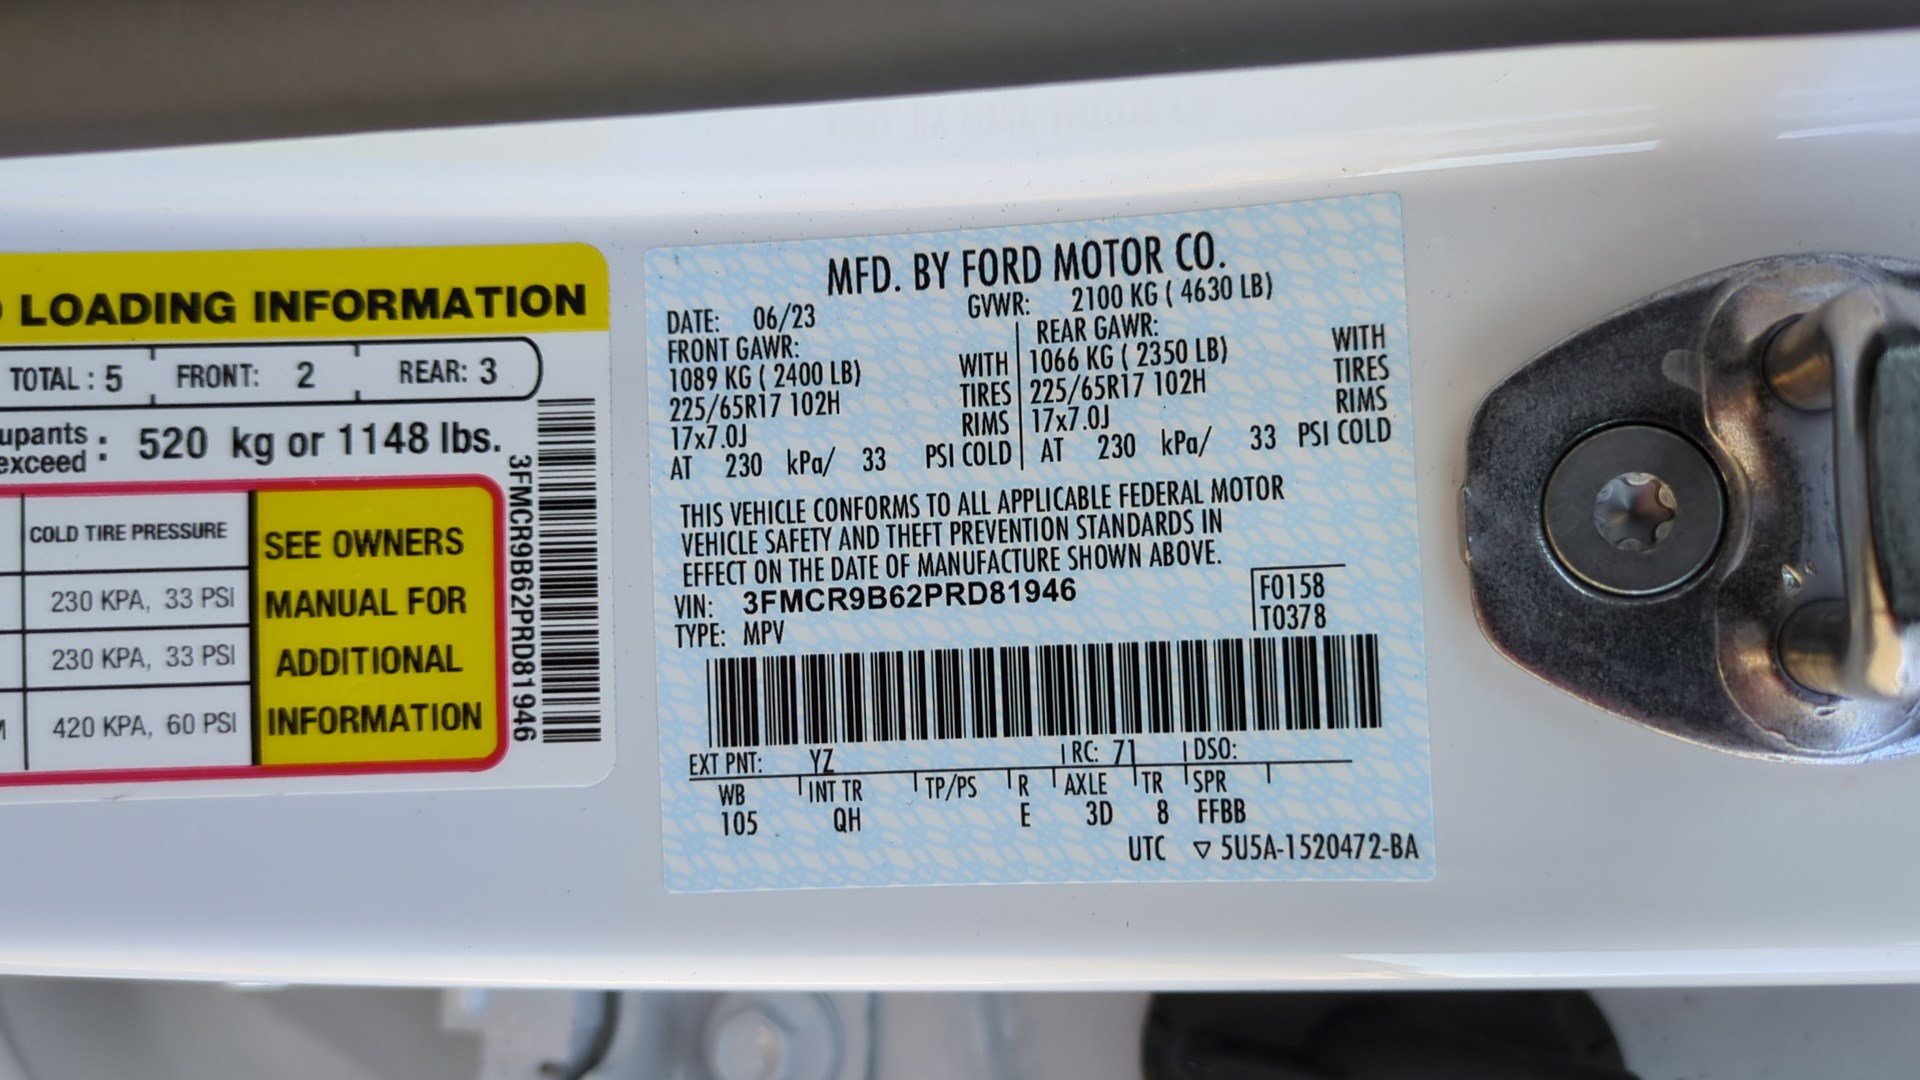 LOADING INFORMATION
TOTAL : 5 FRONT: 2 REAR: 3
upants
exceed : 520 kg or 1148 lbs.
COLD TIRE PRESSURE
230 KPA, 33 PSI
230 KPA, 33 PSI
420 KPA, 60 PSI
SEE OWNERS
MANUAL FOR
ADDITIONAL
INFORMATION
3FMCR9B62PRD81946
MFD. BY FORD MOTOR CO.
DATE: 06/23 GVWR: 2100 KG ( 4630 LB)
FRONT GAWR: REAR GAWR:
1089 KG ( 2400 LB) WITH 1066 KG ( 2350 LB) WITH
225/65R17 102H TIRES 225/65R17 102H TIRES
17x7.0J RIMS 17x7.0J RIMS
AT 230 kPa/ 33 PSI COLD AT 230 kPa/ 33 PSI COLD
THIS VEHICLE CONFORMS TO ALL APPLICABLE FEDERAL MOTOR
VEHICLE SAFETY AND THEFT PREVENTION STANDARDS IN
EFFECT ON THE DATE OF MANUFACTURE SHOWN ABOVE.
VIN: 3FMCR9B62PRD81946 F0158
TYPE: MPV T0378
EXT PNT: YZ RC: 71 DSO:
WB INT TR TP/PS R AXLE TR SPR
105 QH E 3D 8 FFBB
UTC ▽ 5U5A-1520472-BA